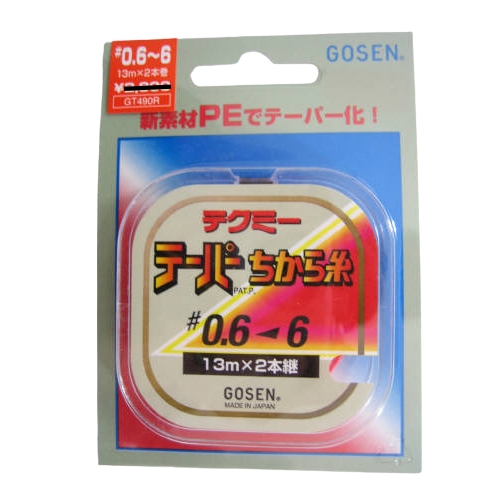 #0.6~6
13m×2本巻
GT490R
GOSEN®
新素材PEでテーパー化!
テクミー
テーパーちから糸
PAT.P.
#0.6◄6
13m×2本継
GOSEN®
MADE IN JAPAN